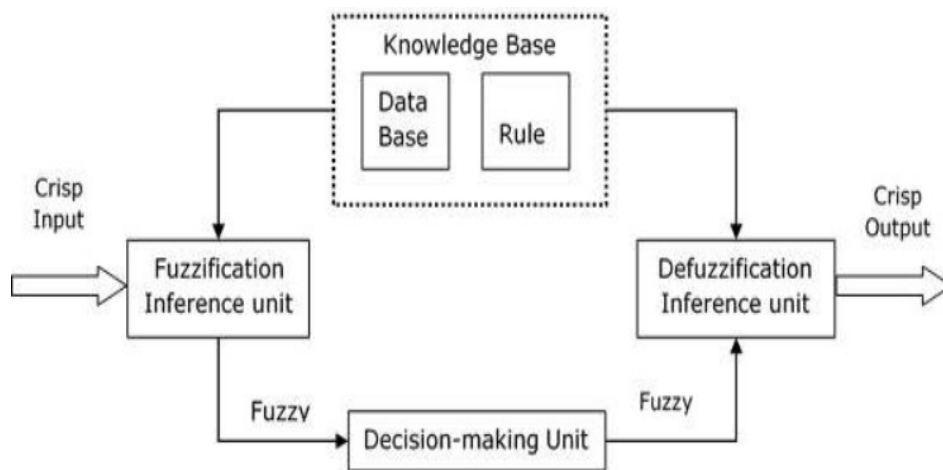 Knowledge Base
Data
Base
Rule
Crisp
Input
Crisp
Output
Fuzzification
Inference unit
Defuzzification
Inference unit
Fuzzy
Fuzzy
Decision-making Unit